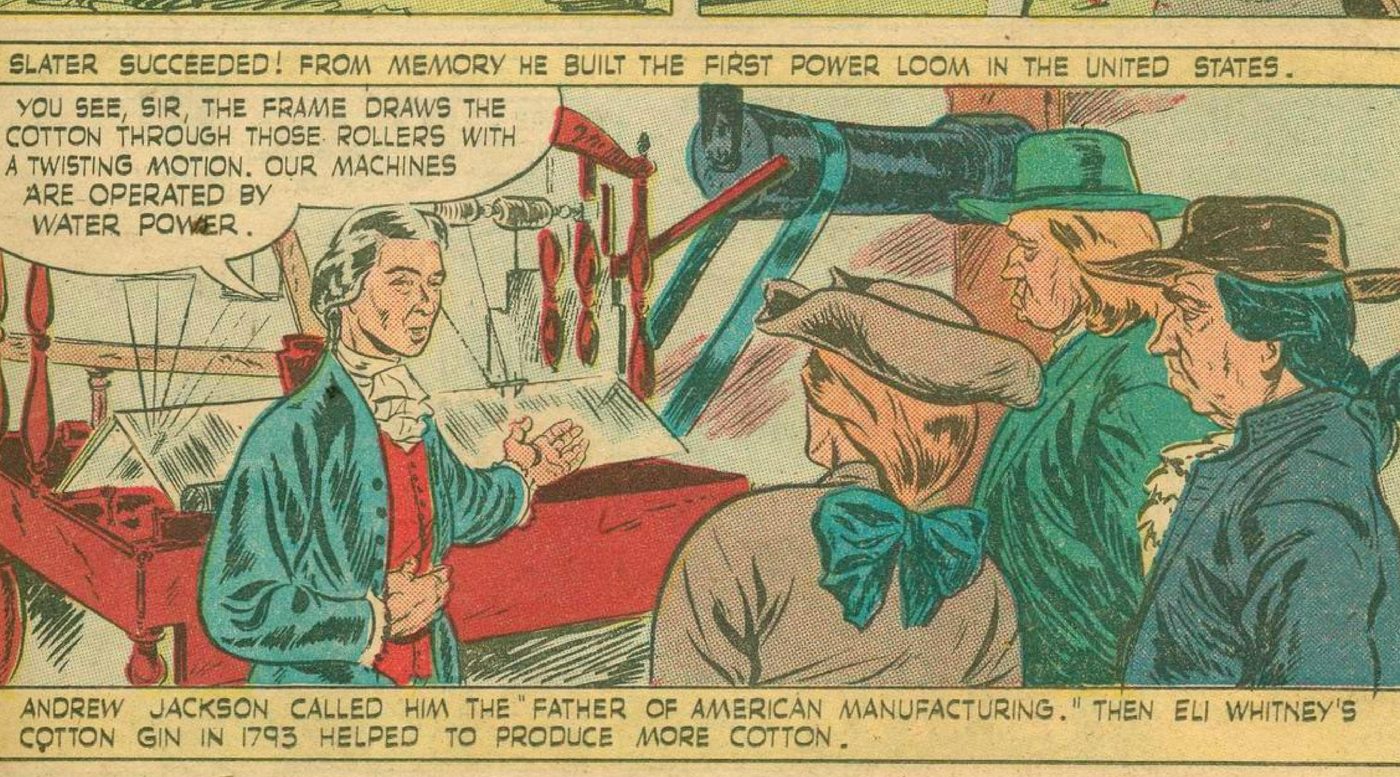 SLATER SUCCEEDED! FROM MEMORY HE BUILT THE FIRST POWER LOOM IN THE UNITED STATES.
YOU SEE, SIR, THE FRAME DRAWS THE
COTTON THROUGH THOSE ROLLERS WITH
A TWISTING MOTION. OUR MACHINES
ARE OPERATED BY
WATER POWER.
ANDREW JACKSON CALLED HIM THE "FATHER OF AMERICAN MANUFACTURING." THEN ELI WHITNEY'S
COTTON GIN IN 1793 HELPED TO PRODUCE MORE COTTON.